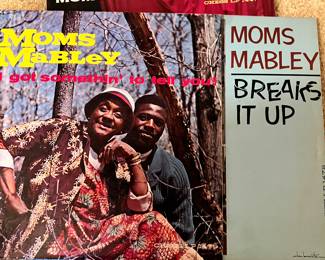 MOMS
MABLEY
I got somethin' to tell you!
MOMS
MABLEY
BREAKS
IT UP